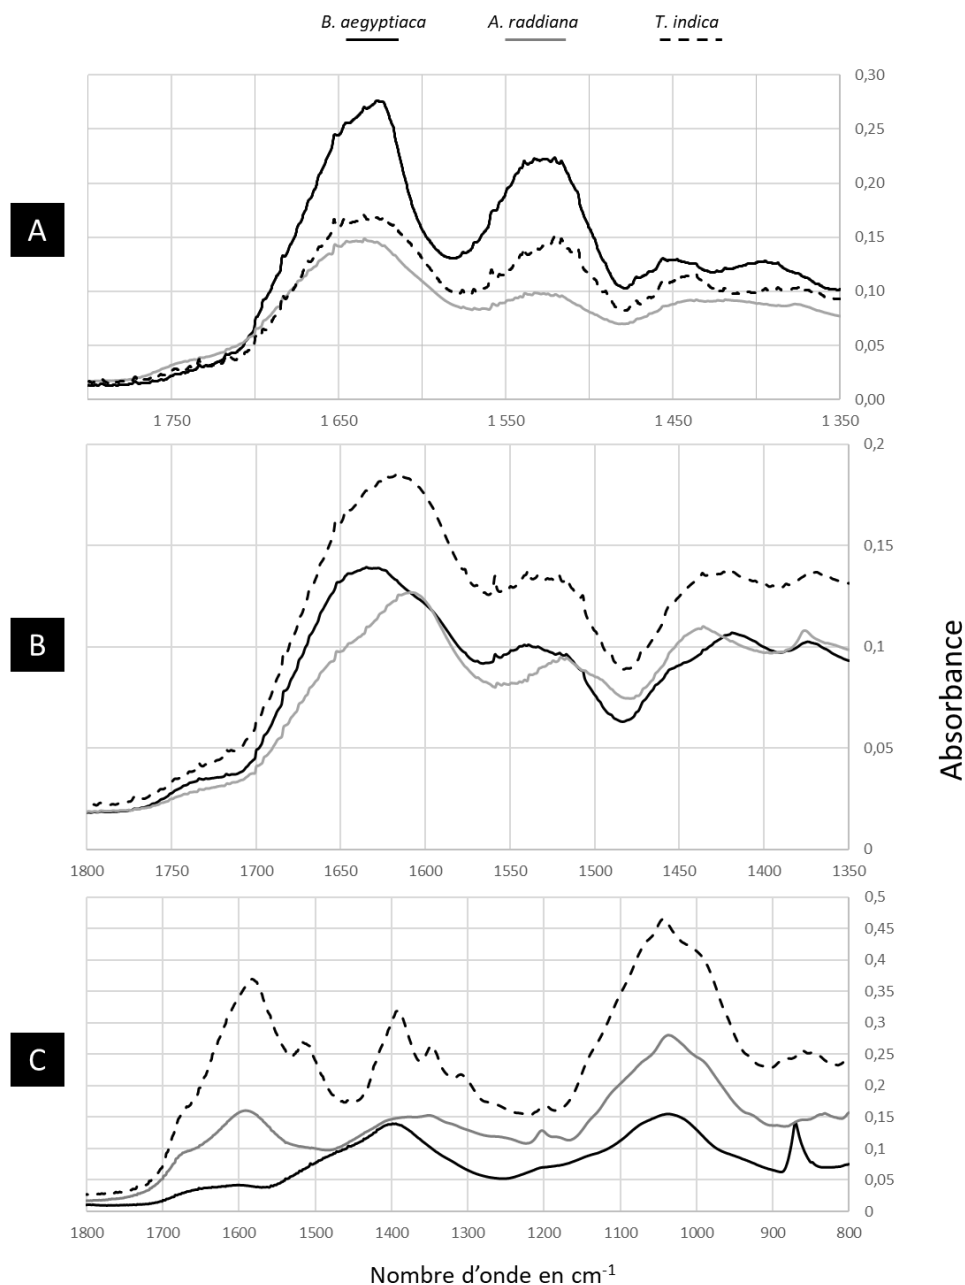 B. aegyptiaca A. raddiana T. indica
A
0,30
0,25
0,20
0,15
0,10
0,05
0,00
1 750 1 650 1 550 1 450 1 350
B
0,2
0,15
0,1
0,05
0
1800 1750 1700 1650 1600 1550 1500 1450 1400 1350
Absorbance
C
0,5
0,45
0,4
0,35
0,3
0,25
0,2
0,15
0,1
0,05
0
1800 1700 1600 1500 1400 1300 1200 1100 1000 900 800
Nombre d'onde en cm-1